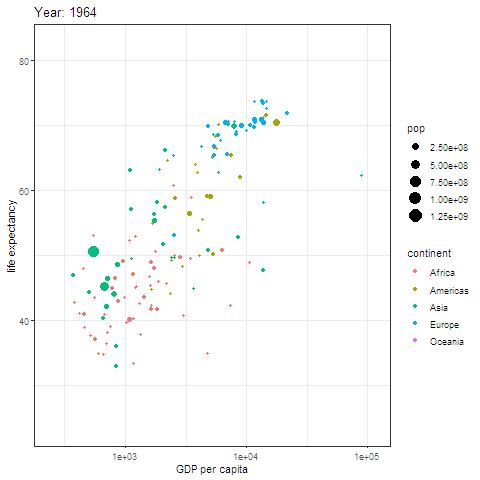 Year: 1964
80
60
40
life expectancy
1e+03
1e+04
1e+05
GDP per capita
pop
2.50e+08
5.00e+08
7.50e+08
1.00e+09
1.25e+09
continent
Africa
Americas
Asia
Europe
Oceania